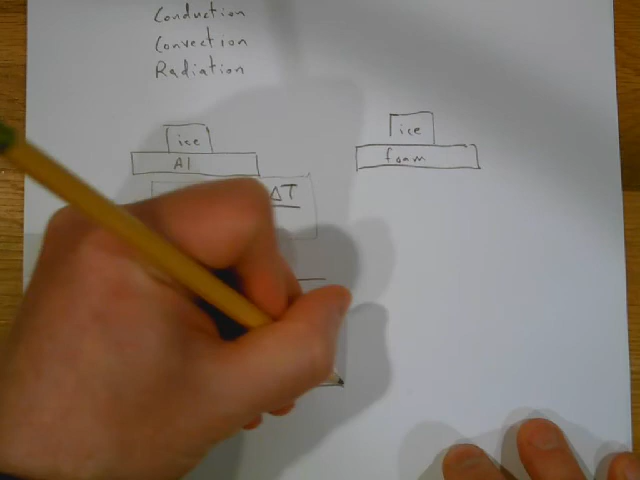 Conduction
Convection
Radiation
ice
Al
ice
foam
ΔT